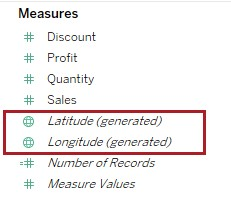 Measures
Discount
Profit
Quantity
Sales
Latitude (generated)
Longitude (generated)
Number of Records
Measure Values